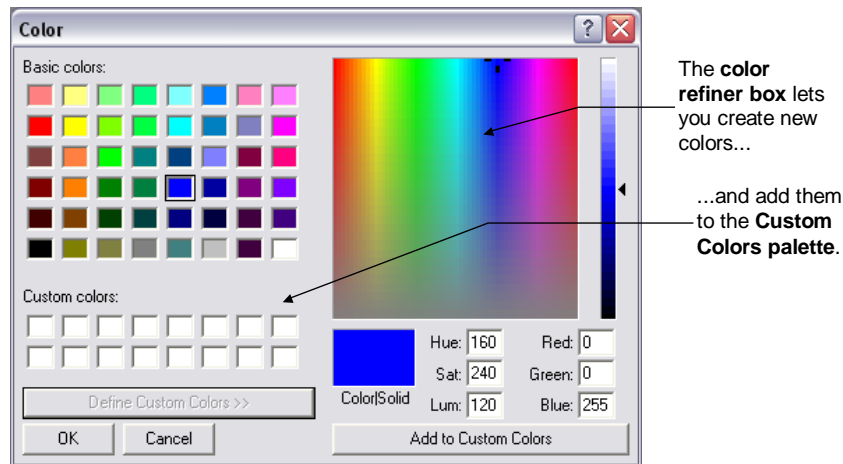 Color
?
Basic colors:
Custom colors:
Define Custom Colors >>
OK Cancel
Color|Solid
Hue: 160 Red: 0
Sat: 240 Green: 0
Lum: 120 Blue: 255
Add to Custom Colors
The color
refiner box lets
you create new
colors...
...and add them
to the Custom
Colors palette.